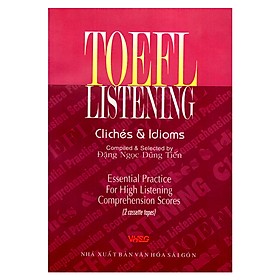 TOEFL
LISTENING
Clichés & Idioms
Compiled & Selected by
Đặng Ngọc Dũng Tiến
Essential Practice
For High Listening
Comprehension Scores
(2 cassette tapes)
NHÀ XUẤT BẢN VĂN HÓA SÀI GÒN